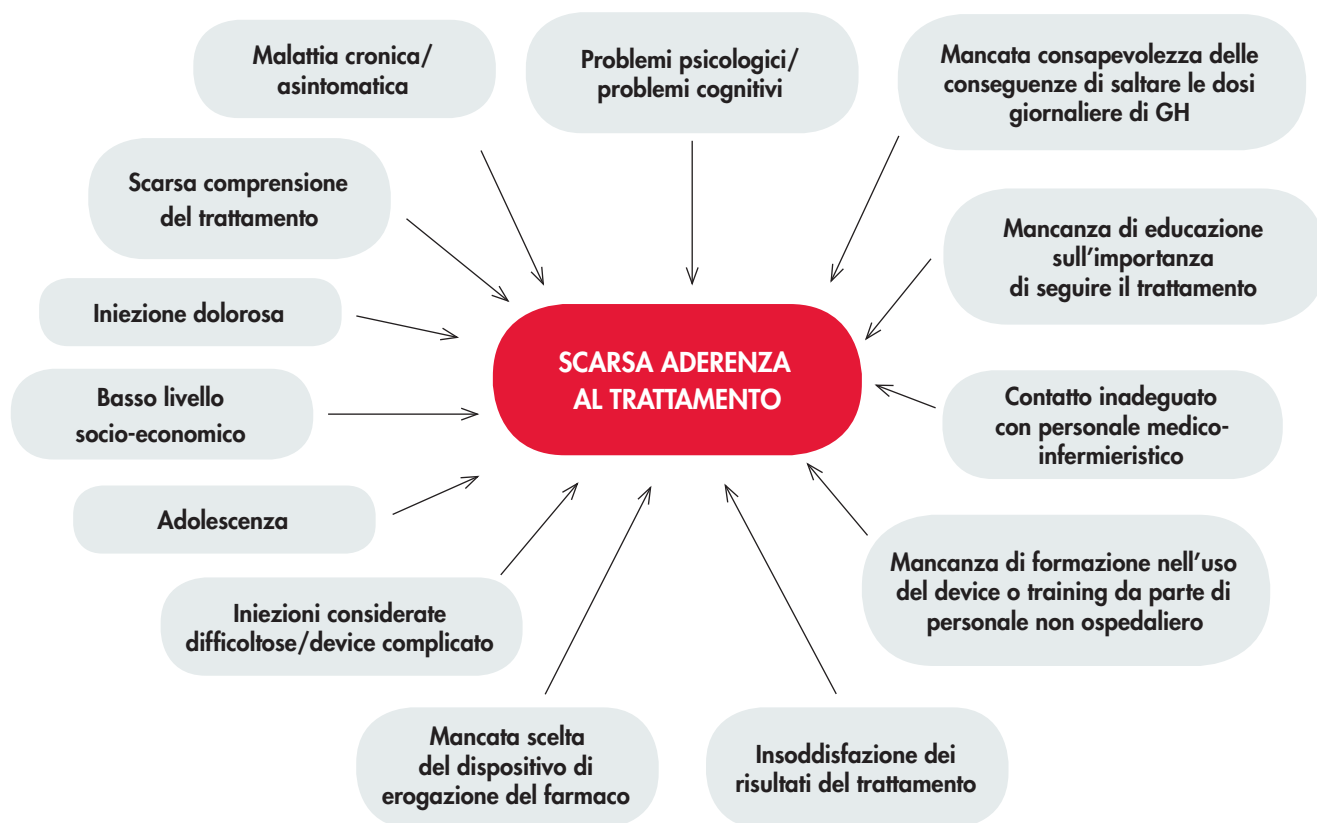 Malattia cronica/
asintomatica
Problemi psicologici/
problemi cognitivi
Mancata consapevolezza delle
conseguenze di saltare le dosi
giornaliere di GH
Scarsa comprensione
del trattamento
Mancanza di educazione
sull'importanza
di seguire il trattamento
Iniezione dolorosa
SCARSA ADERENZA
AL TRATTAMENTO
Basso livello
socio-economico
Contatto inadeguato
con personale medico-
infermieristico
Adolescenza
Mancanza di formazione nell'uso
del device o training da parte di
personale non ospedaliero
Iniezioni considerate
difficoltose/device complicato
Mancata scelta
del dispositivo di
erogazione del farmaco
Insoddisfazione dei
risultati del trattamento